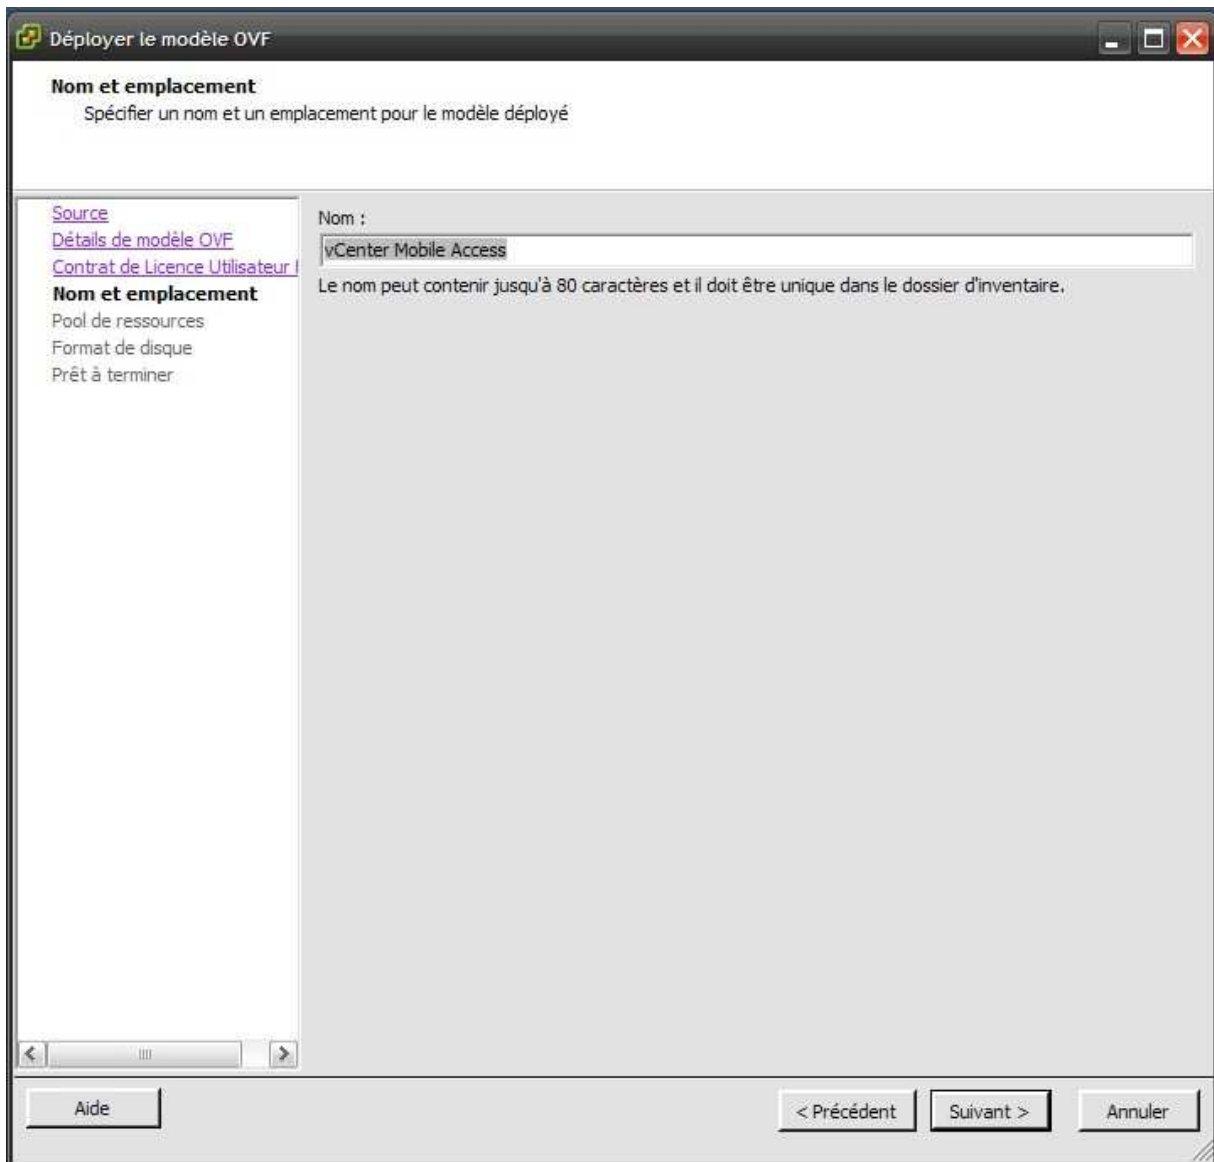 Déployer le modèle OVF
Nom et emplacement
Spécifier un nom et un emplacement pour le modèle déployé
Source
Détails de modèle OVF
Contrat de Licence Utilisateur
Nom et emplacement
Pool de ressources
Format de disque
Prêt à terminer
Nom :
vCenter Mobile Access
Le nom peut contenir jusqu'à 80 caractères et il doit être unique dans le dossier d'inventaire.
Aide
< Précédent
Suivant >
Annuler